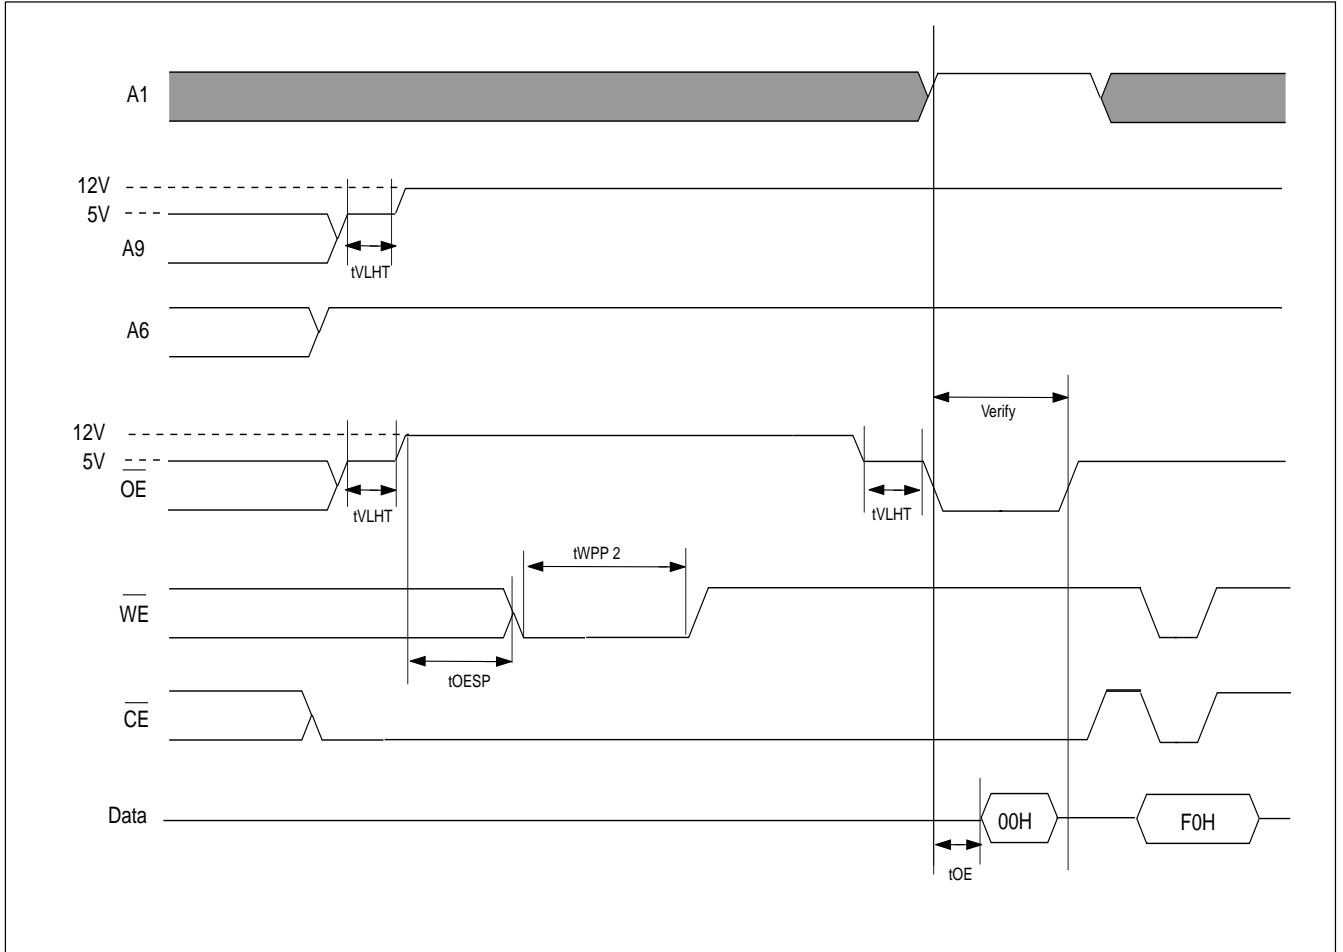 A1
12V
5V
A9
tVLHT
A6
Verify
12V
5V
OE
tVLHT
tVLHT
tWPP 2
WE
tOESP
CE
Data
00H
F0H
tOE